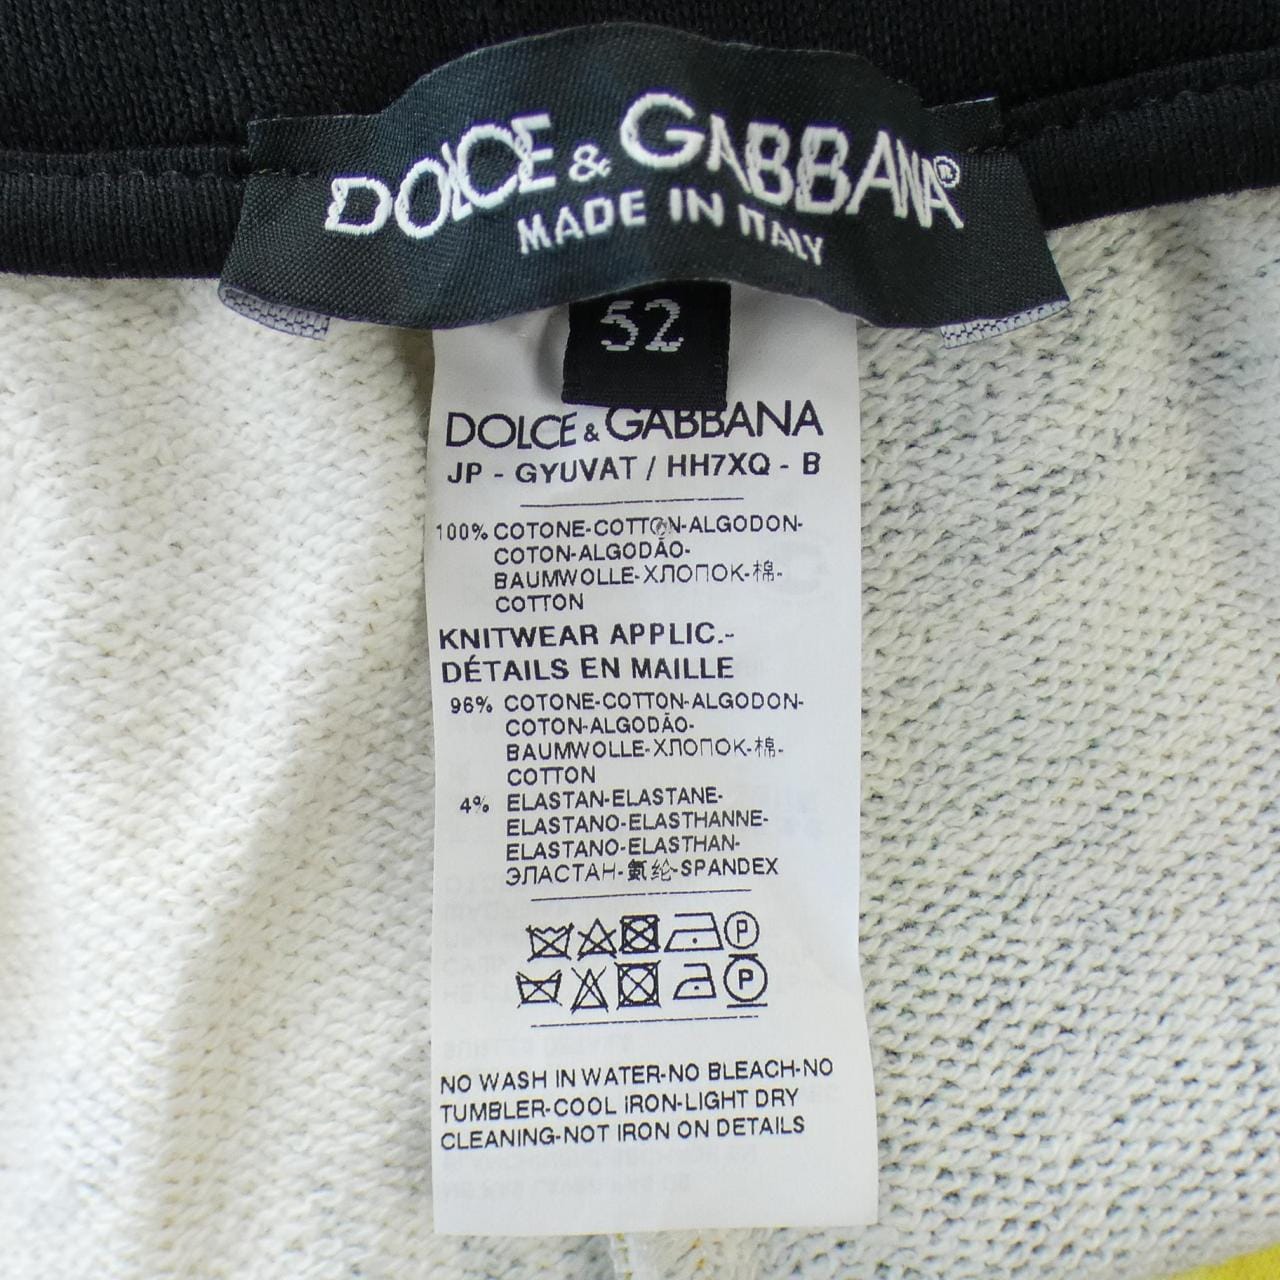 DOLCE & GABBANA®
MADE IN ITALY
52
DOLCE & GABBANA
JP - GYUVAT / HH7XQ - B
100% COTONE-COTTON-ALGODON-
COTON-ALGODÃO-
BAUMWOLLE-ХЛОПОК-棉-
COTTON
KNITWEAR APPLIC.-
DÉTAILS EN MAILLE
96% COTONE-COTTON-ALGODON-
COTON-ALGODÃO-
BAUMWOLLE-ХЛОПОК-棉-
COTTON
4% ELASTAN-ELASTANE-
ELASTANO-ELASTHANNE-
ELASTANO-ELASTHAN-
ЭЛАСТАН-氨纶-SPANDEX
P
P
NO WASH IN WATER-NO BLEACH-NO
TUMBLER-COOL IRON-LIGHT DRY
CLEANING-NOT IRON ON DETAILS